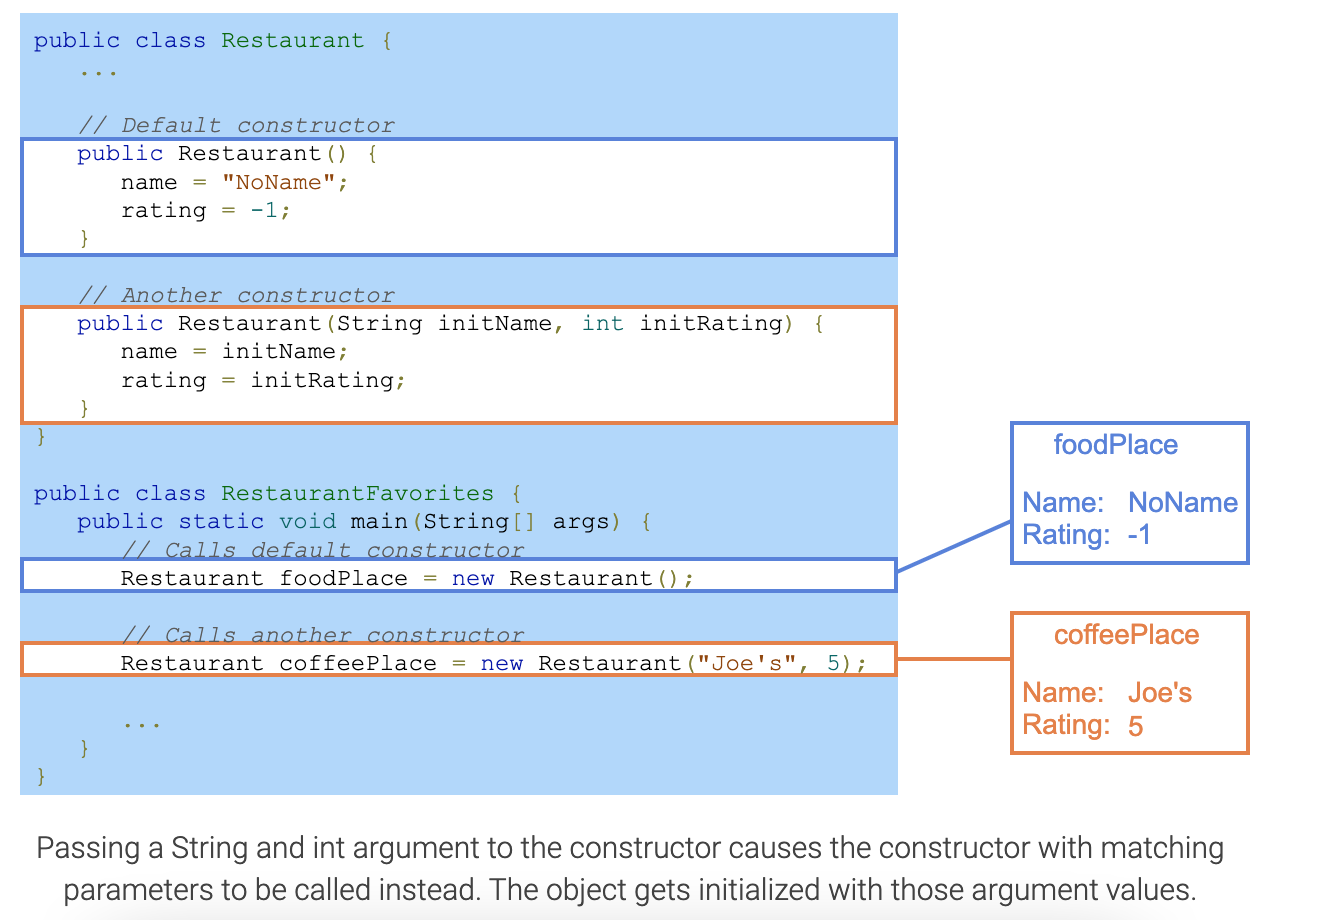 public class Restaurant {
...
// Default constructor
public Restaurant() {
name = "NoName";
rating = -1;
}
// Another constructor
public Restaurant(String initName, int initRating) {
name = initName;
rating = initRating;
}
}
public class RestaurantFavorites {
public static void main(String[] args) {
// Calls default constructor
Restaurant foodPlace = new Restaurant();
// Calls another constructor
Restaurant coffeePlace = new Restaurant("Joe's", 5);
...
}
}
foodPlace
Name: NoName
Rating: -1
coffeePlace
Name: Joe's
Rating: 5
Passing a String and int argument to the constructor causes the constructor with matching
parameters to be called instead. The object gets initialized with those argument values.